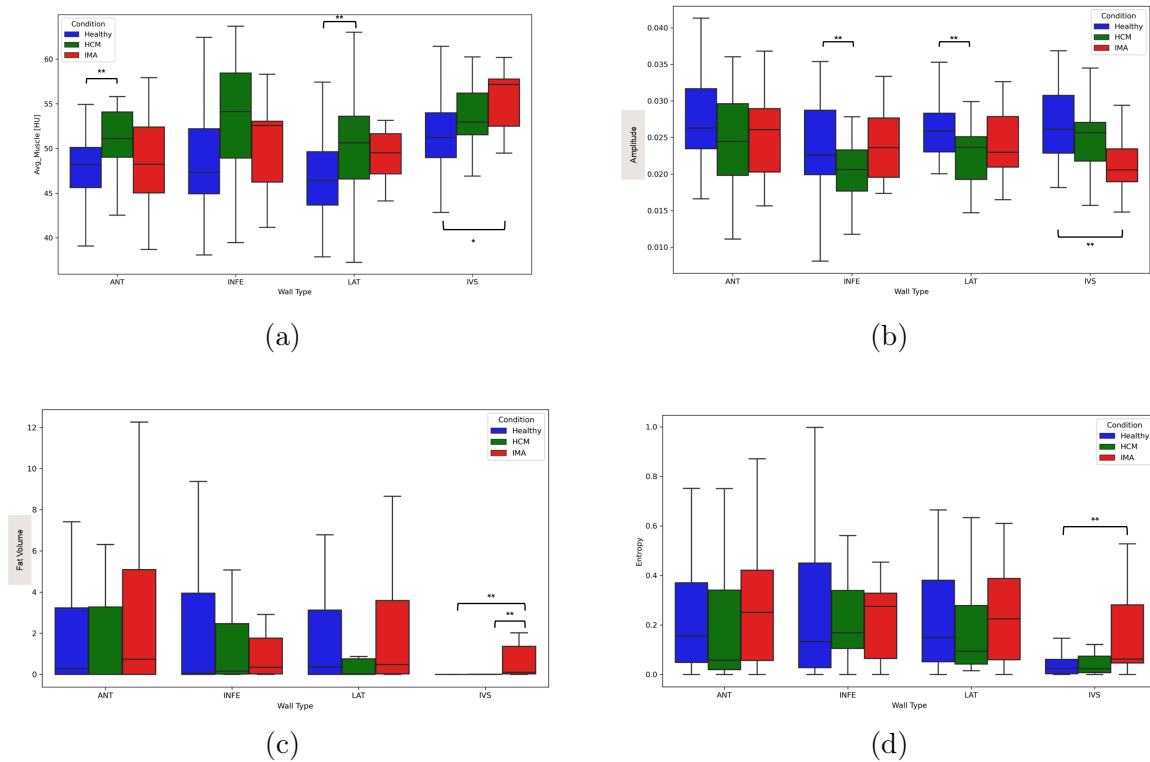 Condition
Healthy
HCM
IMA
**
**
*
Avg_Muscle [HU]
60
55
50
45
40
ANT
INFE
LAT
IVS
Wall Type
(a)
Condition
Healthy
HCM
IMA
**
**
**
Amplitude
0.040
0.035
0.030
0.025
0.020
0.015
0.010
ANT
INFE
LAT
IVS
Wall Type
(b)
Condition
Healthy
HCM
IMA
**
**
Fat Volume
12
10
8
6
4
2
0
ANT
INFE
LAT
IVS
Wall Type
(c)
Condition
Healthy
HCM
IMA
**
Entropy
1.0
0.8
0.6
0.4
0.2
0.0
ANT
INFE
LAT
IVS
Wall Type
(d)